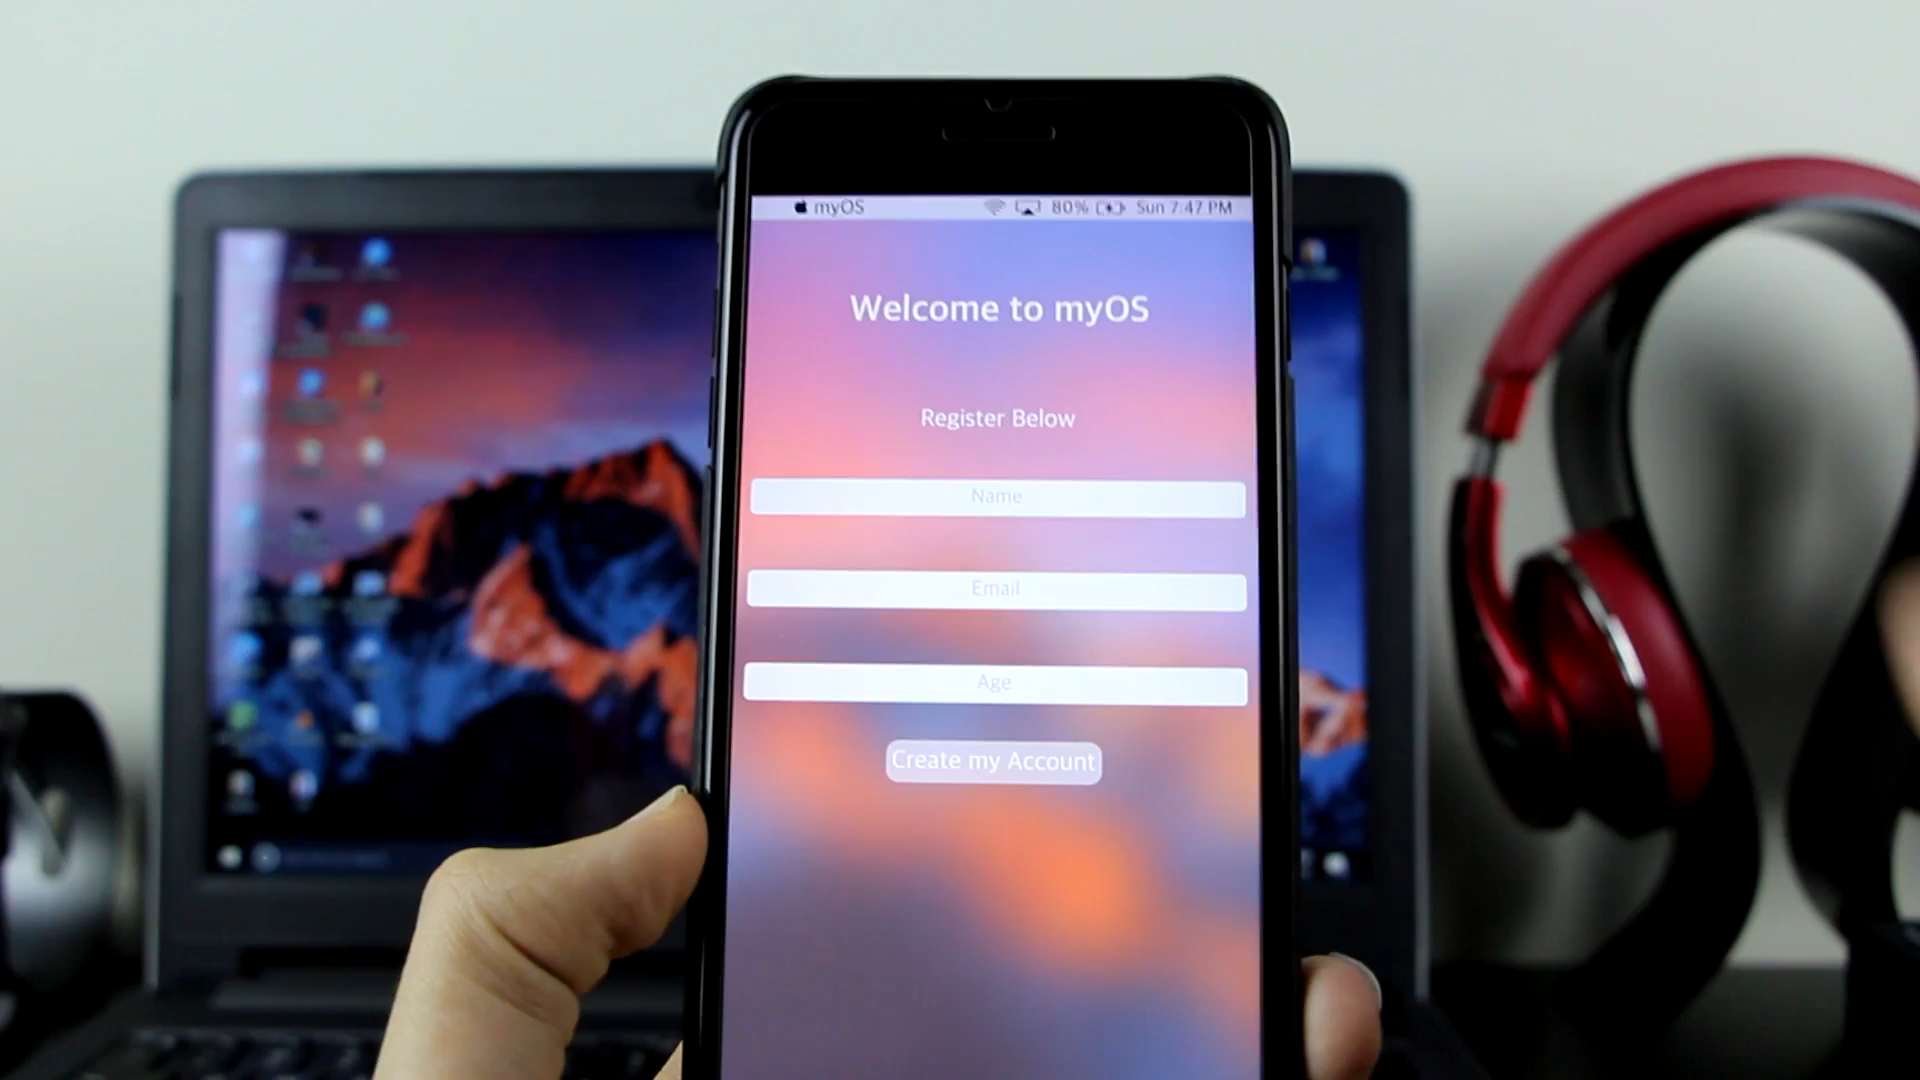 myOS 80% Sun 7:47 PM
Welcome to myOS
Register Below
Name
Email
Age
Create my Account